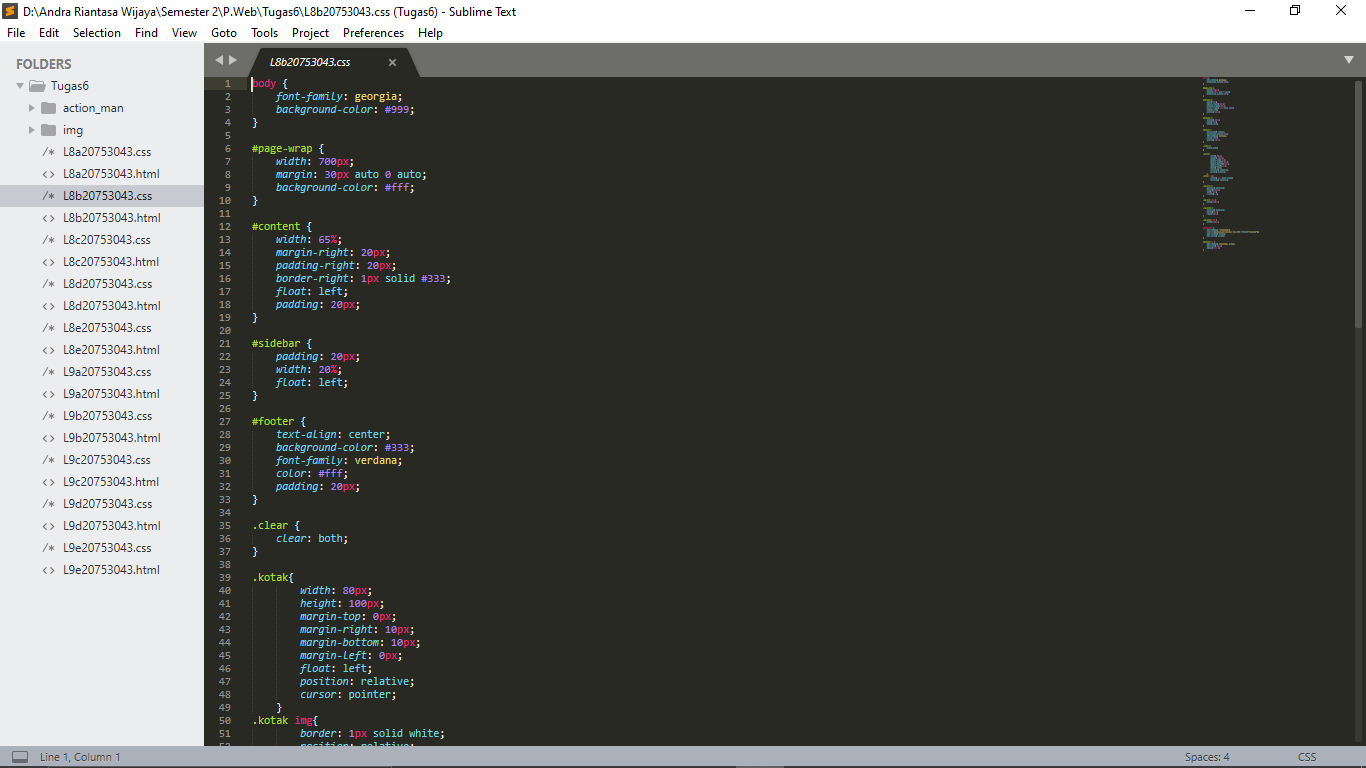 D:\Andra Riantasa Wijaya\Semester 2\P.Web\Tugas6\L8b20753043.css (Tugas6) - Sublime Text
File Edit Selection Find View Goto Tools Project Preferences Help
FOLDERS
Tugas6
action_man
img
L8a20753043.css
L8a20753043.html
L8b20753043.css
L8b20753043.html
L8c20753043.css
L8c20753043.html
L8d20753043.css
L8d20753043.html
L8e20753043.css
L8e20753043.html
L9a20753043.css
L9a20753043.html
L9b20753043.css
L9b20753043.html
L9c20753043.css
L9c20753043.html
L9d20753043.css
L9d20753043.html
L9e20753043.css
L9e20753043.html
L8b20753043.css
1 body {
2     font-family: georgia;
3     background-color: #999;
4 }
5
6 #page-wrap {
7     width: 700px;
8     margin: 30px auto 0 auto;
9     background-color: #fff;
10 }
11
12 #content {
13     width: 65%;
14     margin-right: 20px;
15     padding-right: 20px;
16     border-right: 1px solid #333;
17     float: left;
18     padding: 20px;
19 }
20
21 #sidebar {
22     padding: 20px;
23     width: 20%;
24     float: left;
25 }
26
27 #footer {
28     text-align: center;
29     background-color: #333;
30     font-family: verdana;
31     color: #fff;
32     padding: 20px;
33 }
34
35 .clear {
36     clear: both;
37 }
38
39 .kotak{
40         width: 80px;
41         height: 100px;
42         margin-top: 0px;
43         margin-right: 10px;
44         margin-bottom: 10px;
45         margin-left: 0px;
46         float: left;
47         position: relative;
48         cursor: pointer;
49     }
50 .kotak img{
51         border: 1px solid white;
52         position: relative;
Line 1, Column 1
Spaces: 4
CSS